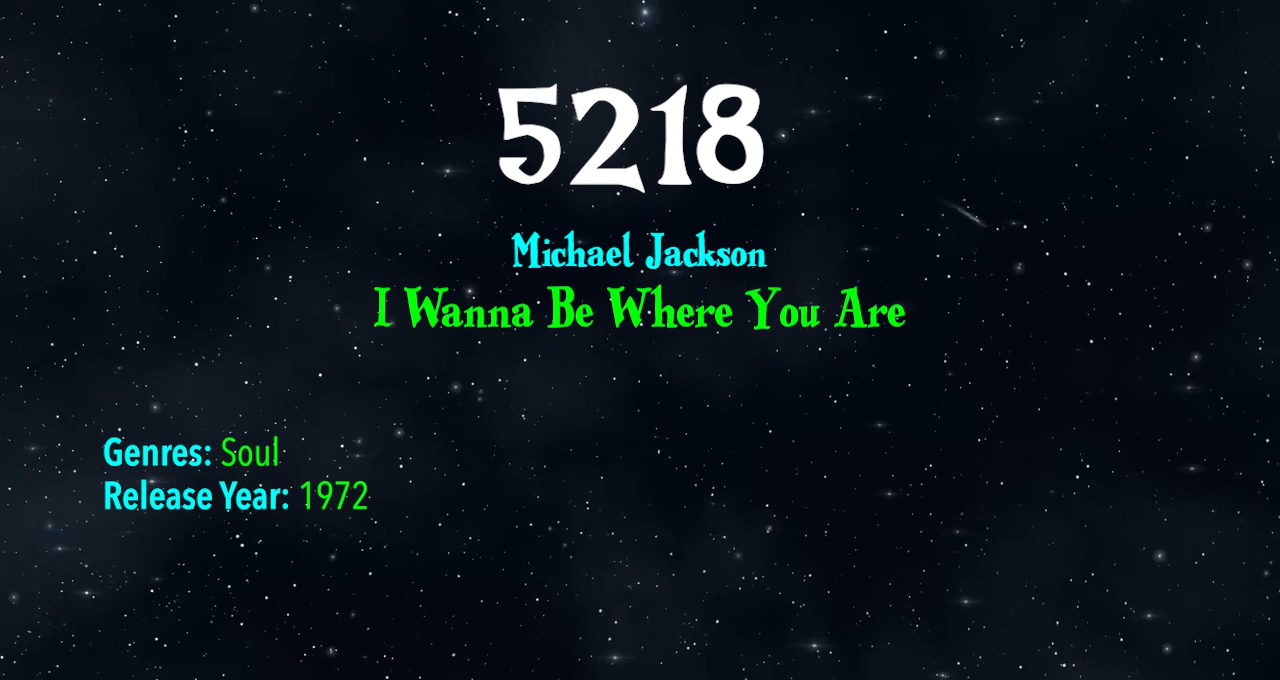 5218
Michael Jackson
I Wanna Be Where You Are
Genres: Soul
Release Year: 1972